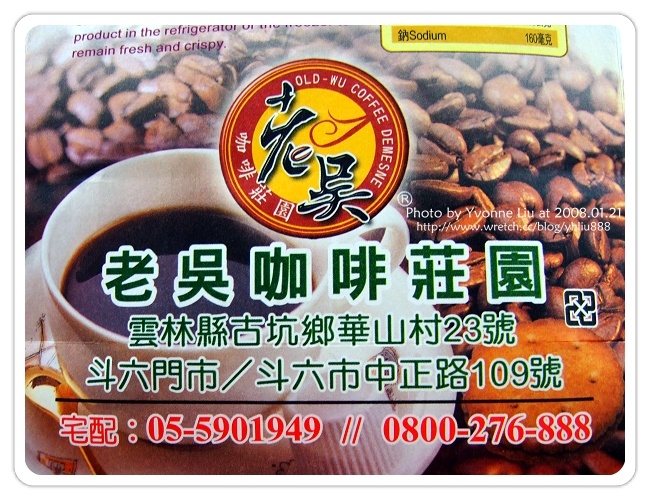 product in the refrigerator
remain fresh and crispy.
鈉Sodium 160毫克
OLD-WU COFFEE DEMESNE
老吳
咖啡莊園
®
Photo by Yvonne Liu at 2008.01.21
http://www.wretch.cc/blog/yhliu888
老吳咖啡莊園
雲林縣古坑鄉華山村23號
斗六門市／斗六市中正路109號
宅配：05-5901949 // 0800-276-888